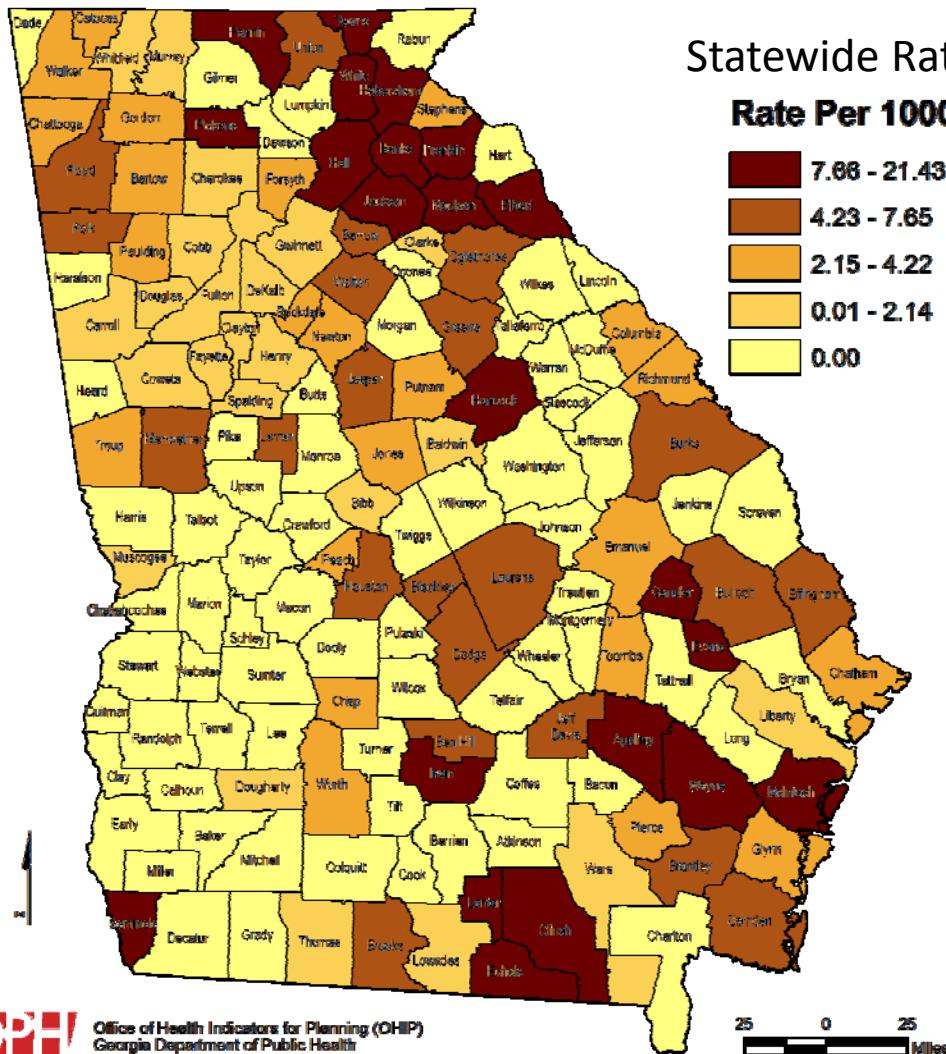 Statewide Rat
Rate Per 1000
7.66 - 21.43
4.23 - 7.65
2.15 - 4.22
0.01 - 2.14
0.00
Dade
Catoosa
Fannin
Towns
Rabun
Union
Whitfield
Murray
Walker
Gilmer
White
Habersham
Lumpkin
Stephens
Chattooga
Gordon
Pickens
Dawson
Hall
Banks
Franklin
Hart
Floyd
Bartow
Cherokee
Forsyth
Jackson
Madison
Elbert
Polk
Paulding
Cobb
Gwinnett
Barrow
Clarke
Oglethorpe
Haralson
Douglas
Fulton
DeKalb
Walton
Oconee
Wilkes
Lincoln
Carroll
Clayton
Rockdale
Newton
Morgan
Greene
Taliaferro
McDuffie
Columbia
Fayette
Henry
Warren
Richmond
Heard
Coweta
Spalding
Butts
Jasper
Putnam
Hancock
Glascock
Troup
Meriwether
Pike
Lamar
Monroe
Jones
Baldwin
Jefferson
Burke
Upson
Washington
Harris
Talbot
Crawford
Bibb
Wilkinson
Jenkins
Screven
Twiggs
Johnson
Muscogee
Taylor
Peach
Emanuel
Houston
Bleckley
Laurens
Chattahoochee
Marion
Macon
Treutlen
Candler
Bulloch
Effingham
Schley
Pulaski
Montgomery
Dooly
Evans
Stewart
Webster
Sumter
Dodge
Wheeler
Toombs
Wilcox
Tattnall
Bryan
Chatham
Telfair
Quitman
Crisp
Liberty
Randolph
Terrell
Lee
Jeff
Davis
Long
Turner
Ben Hill
Appling
Clay
Calhoun
Dougherty
Worth
Irwin
Coffee
Bacon
Wayne
McIntosh
Tift
Early
Baker
Pierce
Berrien
Atkinson
Miller
Mitchell
Colquitt
Cook
Ware
Brantley
Glynn
Lanier
Clinch
Seminole
Decatur
Grady
Thomas
Brooks
Lowndes
Echols
Charlton
Camden
DPH
Office of Health Indicators for Planning (OHIP)
Georgia Department of Public Health
25 0 25
Miles